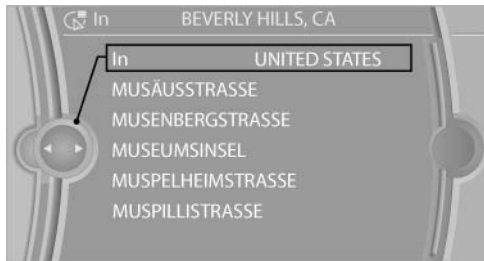 In BEVERLY HILLS, CA
In UNITED STATES
MUSÄUSSTRASSE
MUSENBERGSTRASSE
MUSEUMSINSEL
MUSPELHEIMSTRASSE
MUSPILLISTRASSE